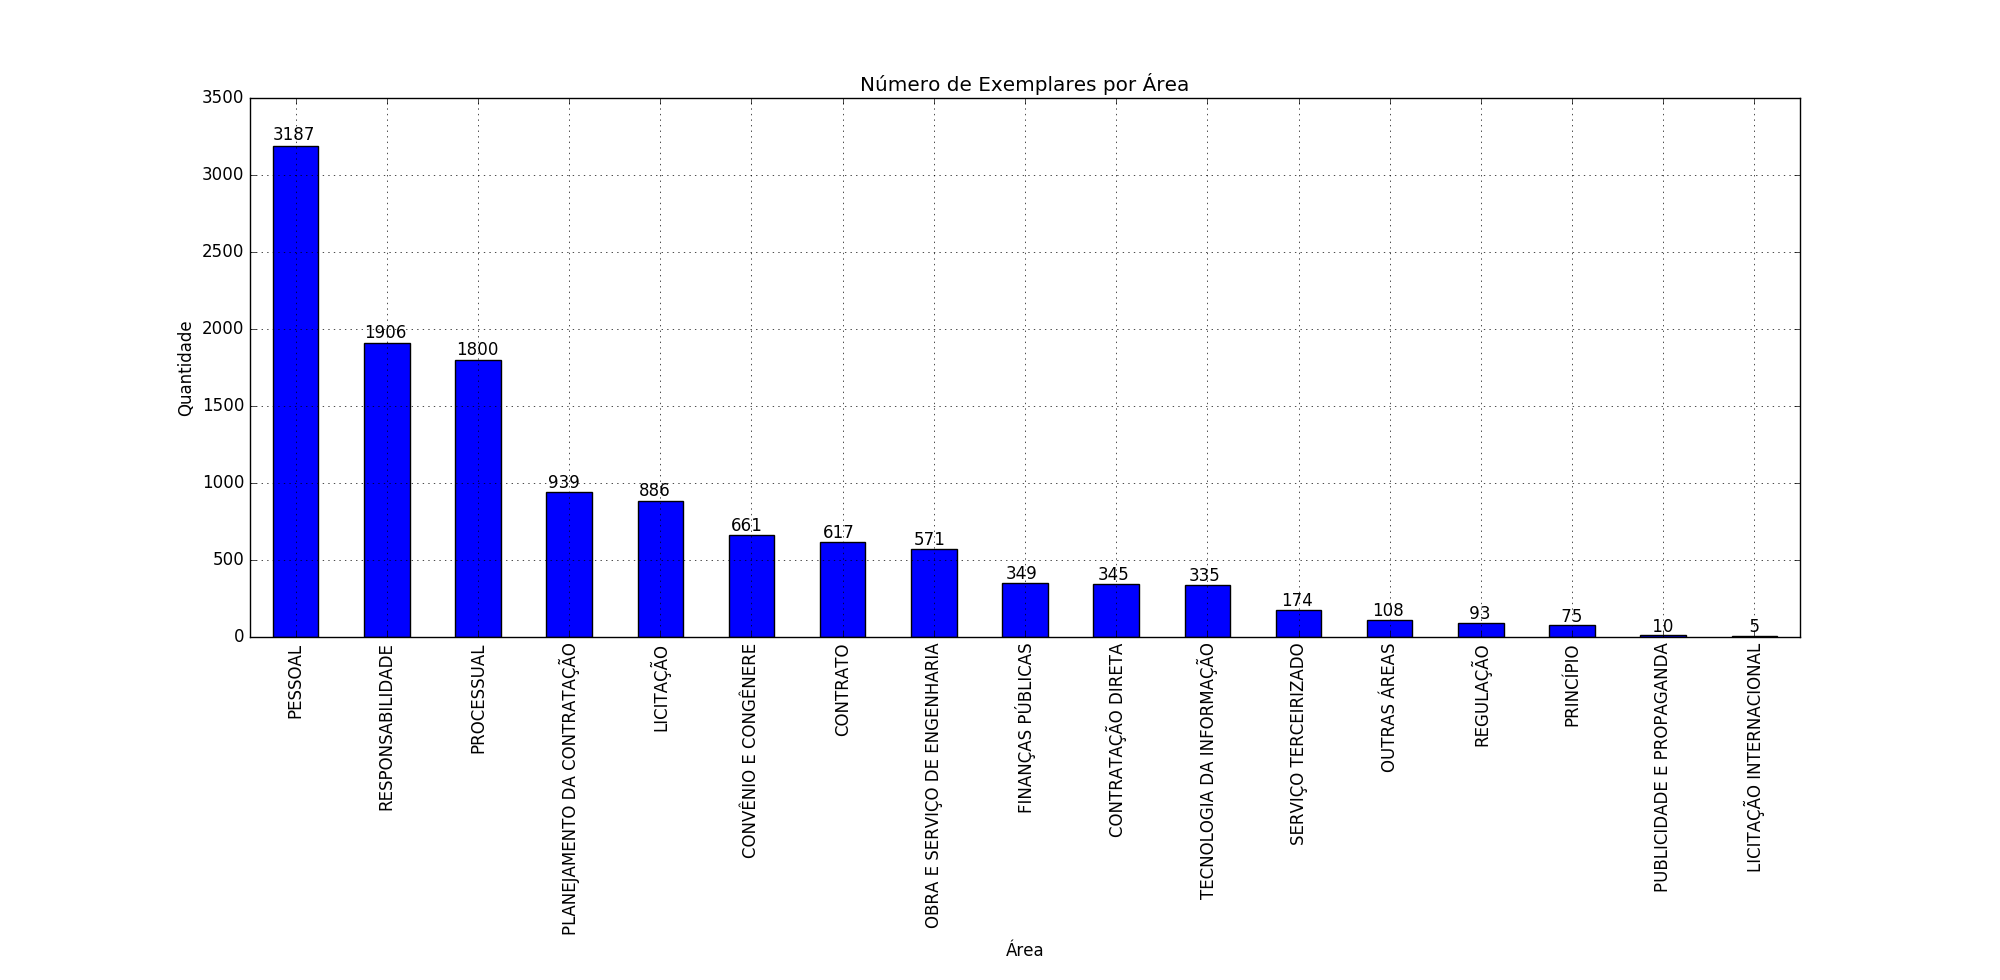 Número de Exemplares por Área
Quantidade
3500
3000
2500
2000
1500
1000
500
0
3187
1906
1800
939
886
661
617
571
349
345
335
174
108
93
75
10
5
PESSOAL
RESPONSABILIDADE
PROCESSUAL
PLANEJAMENTO DA CONTRATAÇÃO
LICITAÇÃO
CONVÊNIO E CONGÊNERE
CONTRATO
OBRA E SERVIÇO DE ENGENHARIA
FINANÇAS PÚBLICAS
CONTRATAÇÃO DIRETA
TECNOLOGIA DA INFORMAÇÃO
SERVIÇO TERCEIRIZADO
OUTRAS ÁREAS
REGULAÇÃO
PRINCÍPIO
PUBLICIDADE E PROPAGANDA
LICITAÇÃO INTERNACIONAL
Área